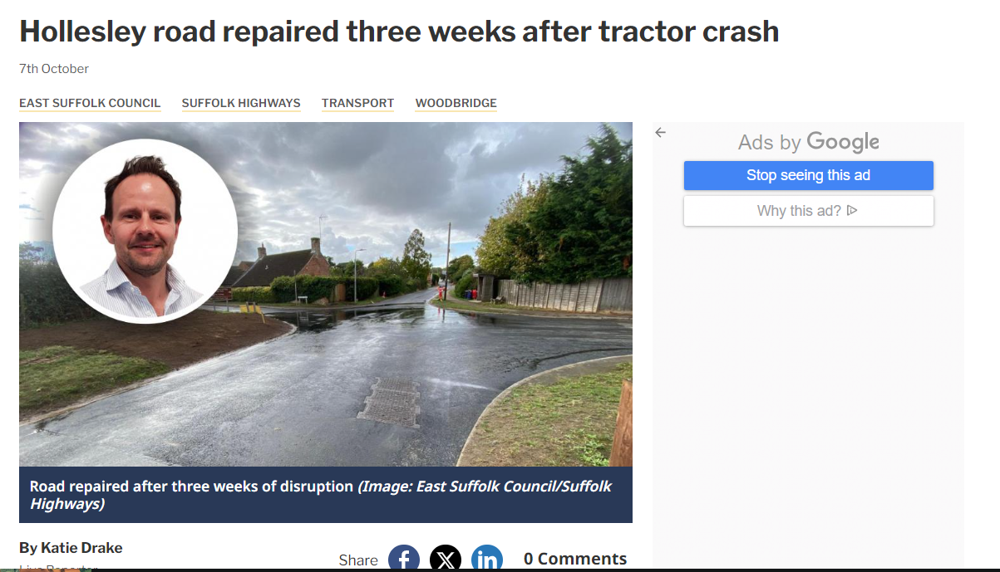 Hollesley road repaired three weeks after tractor crash
7th October
EAST SUFFOLK COUNCIL SUFFOLK HIGHWAYS TRANSPORT WOODBRIDGE
Ads by Google
Stop seeing this ad
Why this ad?
Road repaired after three weeks of disruption (Image: East Suffolk Council/Suffolk
Highways)
By Katie Drake
Share
0 Comments
Live Reporter